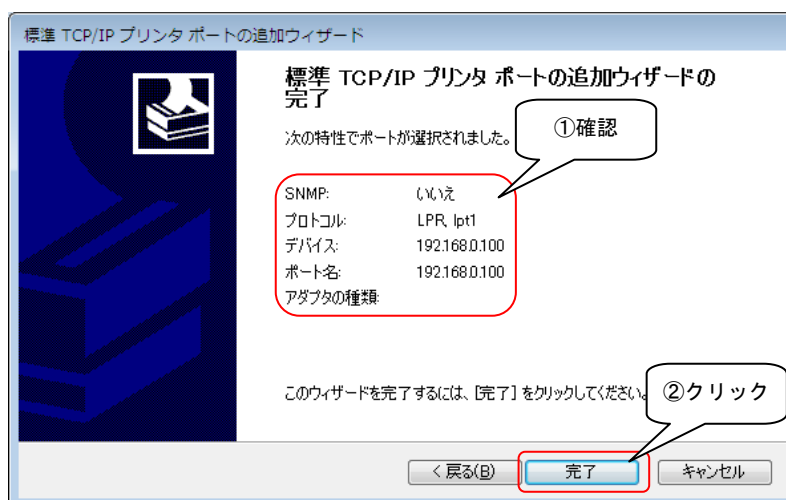 標準 TCP/IP プリンタ ポートの追加ウィザード
標準 TCP/IP プリンタ ポートの追加ウィザードの
完了
次の特性でポートが選択されました。
①確認
SNMP: いいえ
プロトコル: LPR, lpt1
デバイス: 192.168.0.100
ポート名: 192.168.0.100
アダプタの種類:
このウィザードを完了するには、[完了] をクリックしてください。
②クリック
< 戻る(B)
完了
キャンセル